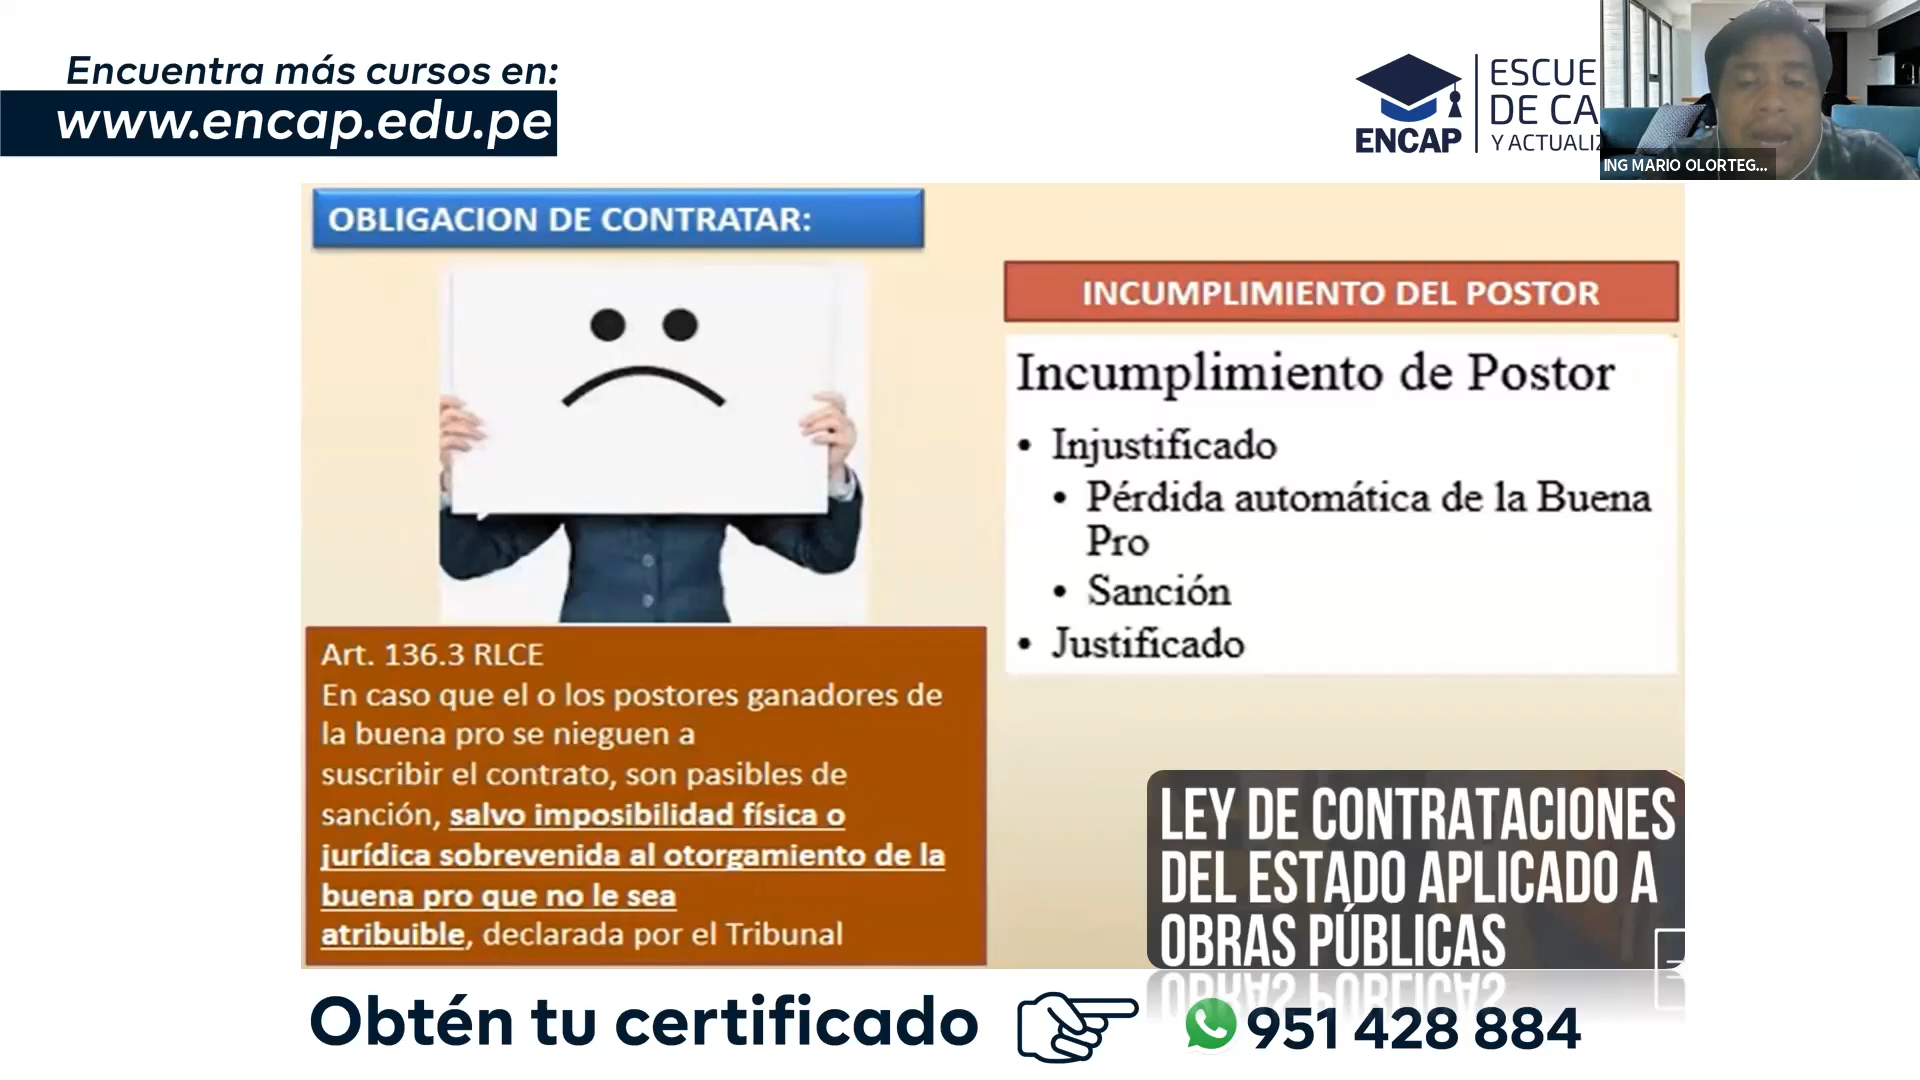 Encuentra más cursos en:
www.encap.edu.pe
ENCAP
ESCUE
DE CA
Y ACTUALIZ
ING MARIO OLORTEG...
OBLIGACION DE CONTRATAR:
INCUMPLIMIENTO DEL POSTOR
Incumplimiento de Postor
• Injustificado
• Pérdida automática de la Buena
Pro
• Sanción
• Justificado
Art. 136.3 RLCE
En caso que el o los postores ganadores de
la buena pro se nieguen a
suscribir el contrato, son pasibles de
sanción, salvo imposibilidad física o
jurídica sobrevenida al otorgamiento de la
buena pro que no le sea
atribuible, declarada por el Tribunal
LEY DE CONTRATACIONES
DEL ESTADO APLICADO A
OBRAS PÚBLICAS
Obtén tu certificado
951 428 884